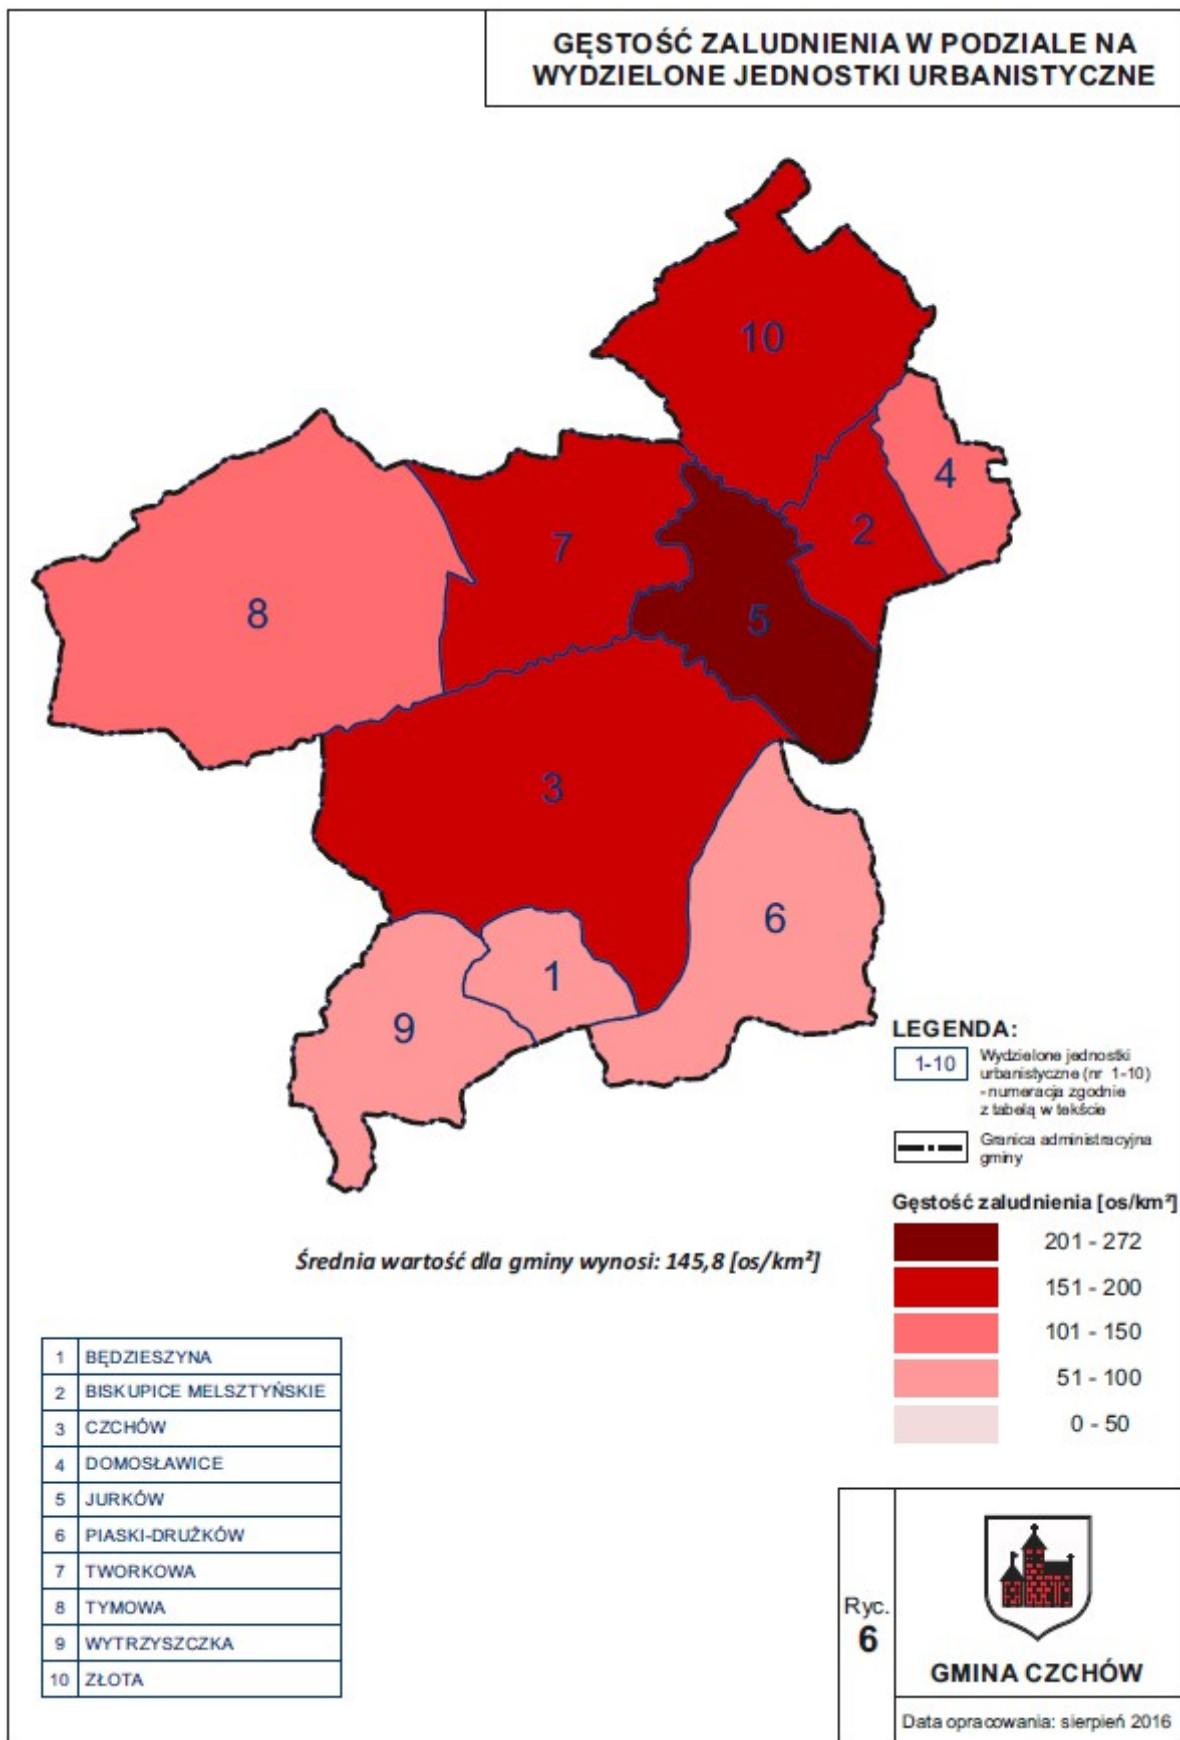 GĘSTOŚĆ ZALUDNIENIA W PODZIALE NA
WYDZIELONE JEDNOSTKI URBANISTYCZNE
10
4
2
7
5
8
3
6
1
9
LEGENDA:
1-10
Wydzielone jednostki
urbanistyczne (nr 1-10)
- numeracja zgodnie
z tabelą w tekście
Granica administracyjna
gminy
Gęstość zaludnienia [os/km²]
201 - 272
151 - 200
101 - 150
51 - 100
0 - 50
Średnia wartość dla gminy wynosi: 145,8 [os/km²]
1 BĘDZIESZYNA
2 BISKUPICE MELSZTYŃSKIE
3 CZCHÓW
4 DOMOSŁAWICE
5 JURKÓW
6 PIASKI-DRUŻKÓW
7 TWORKOWA
8 TYMOWA
9 WYTRZYSZCZKA
10 ZŁOTA
Ryc.
6
GMINA CZCHÓW
Data opracowania: sierpień 2016